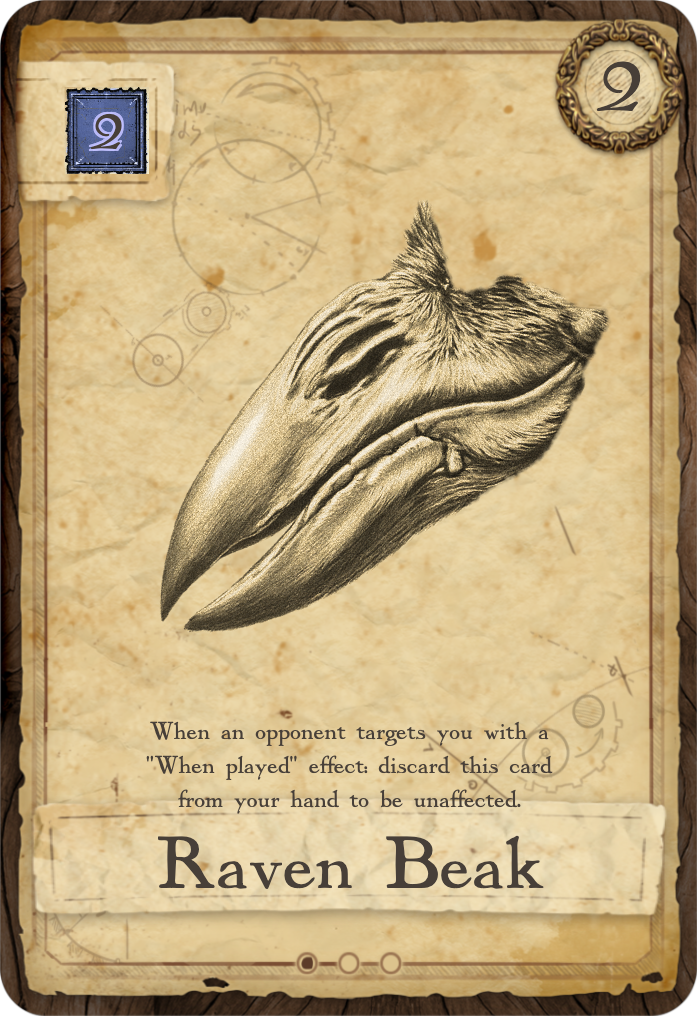 2
2
When an opponent targets you with a
"When played" effect: discard this card
from your hand to be unaffected.
Raven Beak